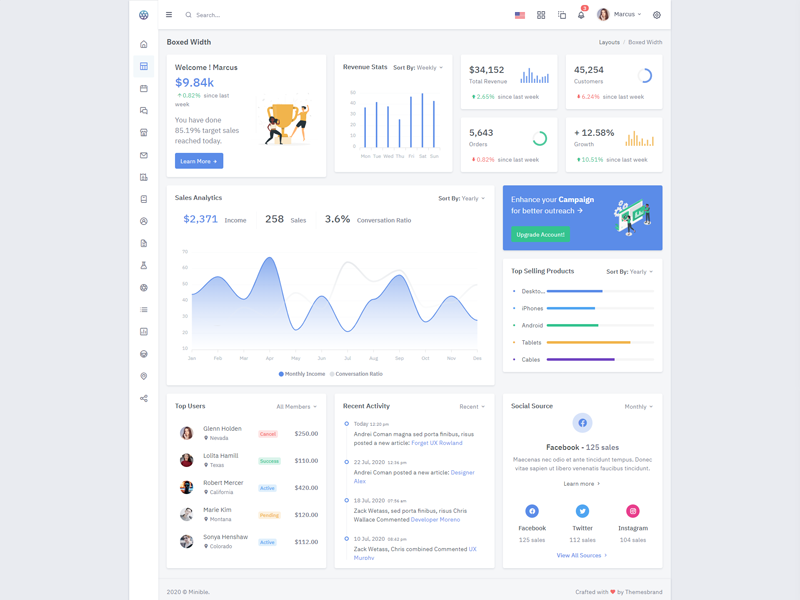 Search...
2
Marcus
Boxed Width
Layouts / Boxed Width
Welcome ! Marcus
$9.84k
0.82% since last
week
You have done
85.19% target sales
reached today.
Learn More
Revenue Stats
Sort By: Weekly
50
40
30
20
10
0
Mon Tue Wed Thu Fri Sat Sun
$34,152
Total Revenue
2.65% since last week
45,254
Customers
6.24% since last week
5,643
Orders
0.82% since last week
+ 12.58%
Growth
10.51% since last week
Sales Analytics
Sort By: Yearly
$2,371 Income
258 Sales
3.6% Conversation Ratio
70
60
50
40
30
20
10
Jan Feb Mar Apr May Jun Jul Aug Sep Oct Nov Dec
Monthly Income Conversation Ratio
Enhance your Campaign
for better outreach →
Upgrade Account!
Top Selling Products
Sort By: Yearly
Deskto...
iPhones
Android
Tablets
Cables
Top Users
All Members
Glenn Holden
Nevada
Cancel
$250.00
Lolita Hamill
Texas
Success
$110.00
Robert Mercer
California
Active
$420.00
Marie Kim
Montana
Pending
$120.00
Sonya Henshaw
Colorado
Active
$112.00
Recent Activity
Recent
Today 12:20 pm
Andrei Coman magna sed porta finibus, risus
posted a new article: Forget UX Rowland
22 Jul, 2020 12:36 pm
Andrei Coman posted a new article: Designer
Alex
18 Jul, 2020 07:56 am
Zack Wetass, sed porta finibus, risus Chris
Wallace Commented Developer Moreno
10 Jul, 2020 08:42 pm
Zack Wetass, Chris combined Commented UX
Murphy
Social Source
Monthly
Facebook - 125 sales
Maecenas nec odio et ante tincidunt tempus. Donec
vitae sapien ut libero venenatis faucibus tincidunt.
Learn more
Facebook
125 sales
Twitter
112 sales
Instagram
104 sales
View All Sources
2020 © Minible.
Crafted with ❤ by Themesbrand